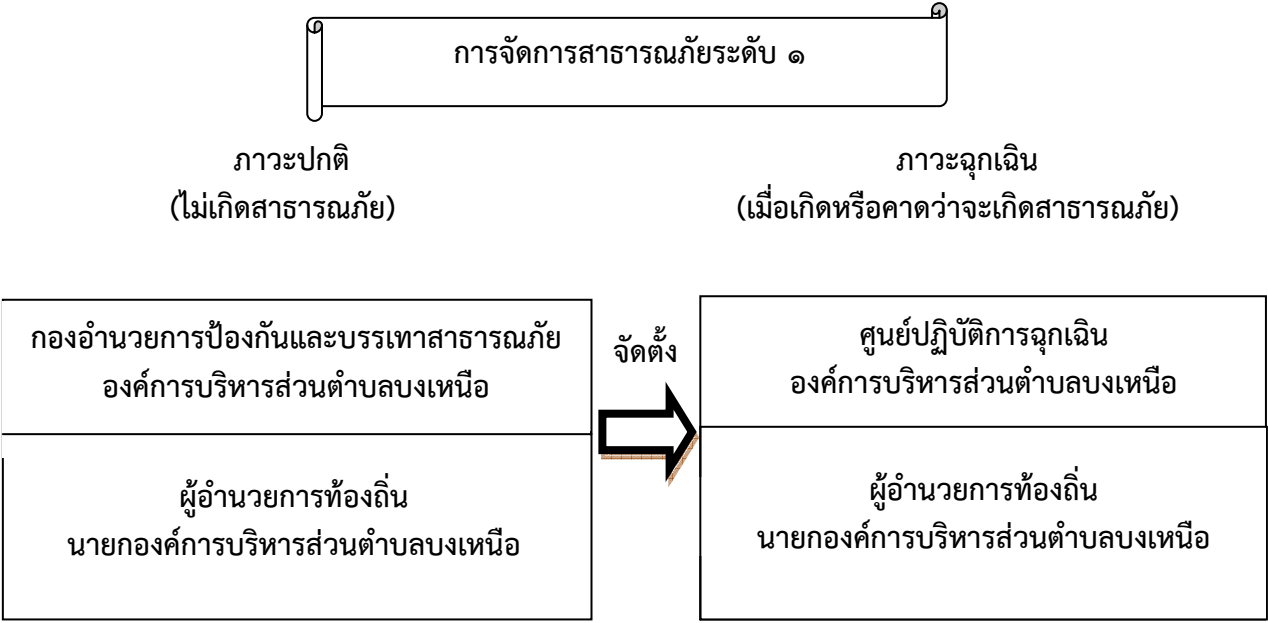 การจัดการสาธารณภัยระดับ ๑
ภาวะปกติ
(ไม่เกิดสาธารณภัย)
ภาวะฉุกเฉิน
(เมื่อเกิดหรือคาดว่าจะเกิดสาธารณภัย)
กองอำนวยการป้องกันและบรรเทาสาธารณภัย
องค์การบริหารส่วนตำบลบงเหนือ
ผู้อำนวยการท้องถิ่น
นายกองค์การบริหารส่วนตำบลบงเหนือ
จัดตั้ง
ศูนย์ปฏิบัติการฉุกเฉิน
องค์การบริหารส่วนตำบลบงเหนือ
ผู้อำนวยการท้องถิ่น
นายกองค์การบริหารส่วนตำบลบงเหนือ